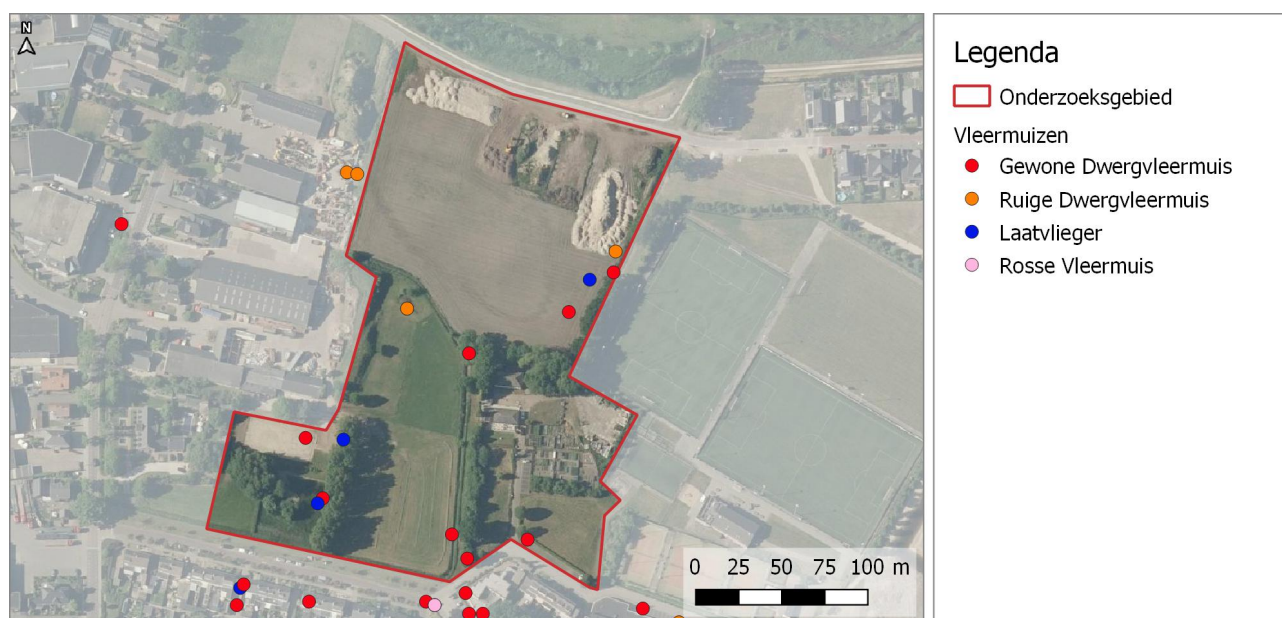 N
Legenda
Onderzoeksgebied
Vleermuizen
Gewone Dwergvleermuis
Ruige Dwergvleermuis
Laatvlieger
Rosse Vleermuis
0 25 50 75 100 m